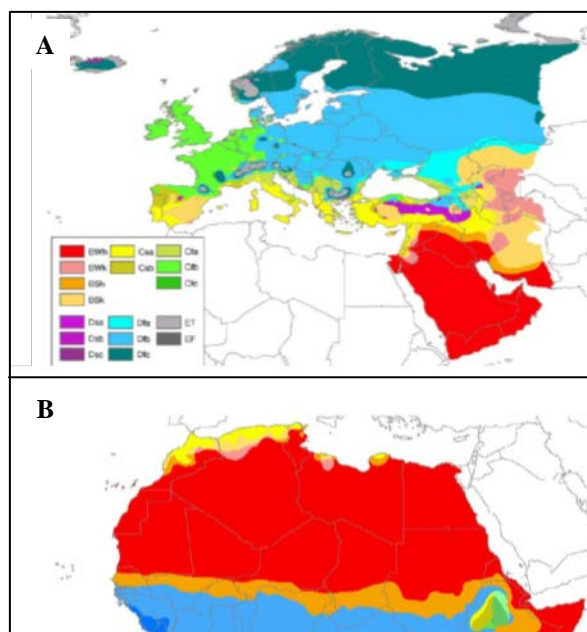 A
BWh Csa Cfa
BWk Csb Cfb
BSh Cfc
BSk
Dsa Dfa ET
Dsb Dfb EF
Dsc Dfc
B